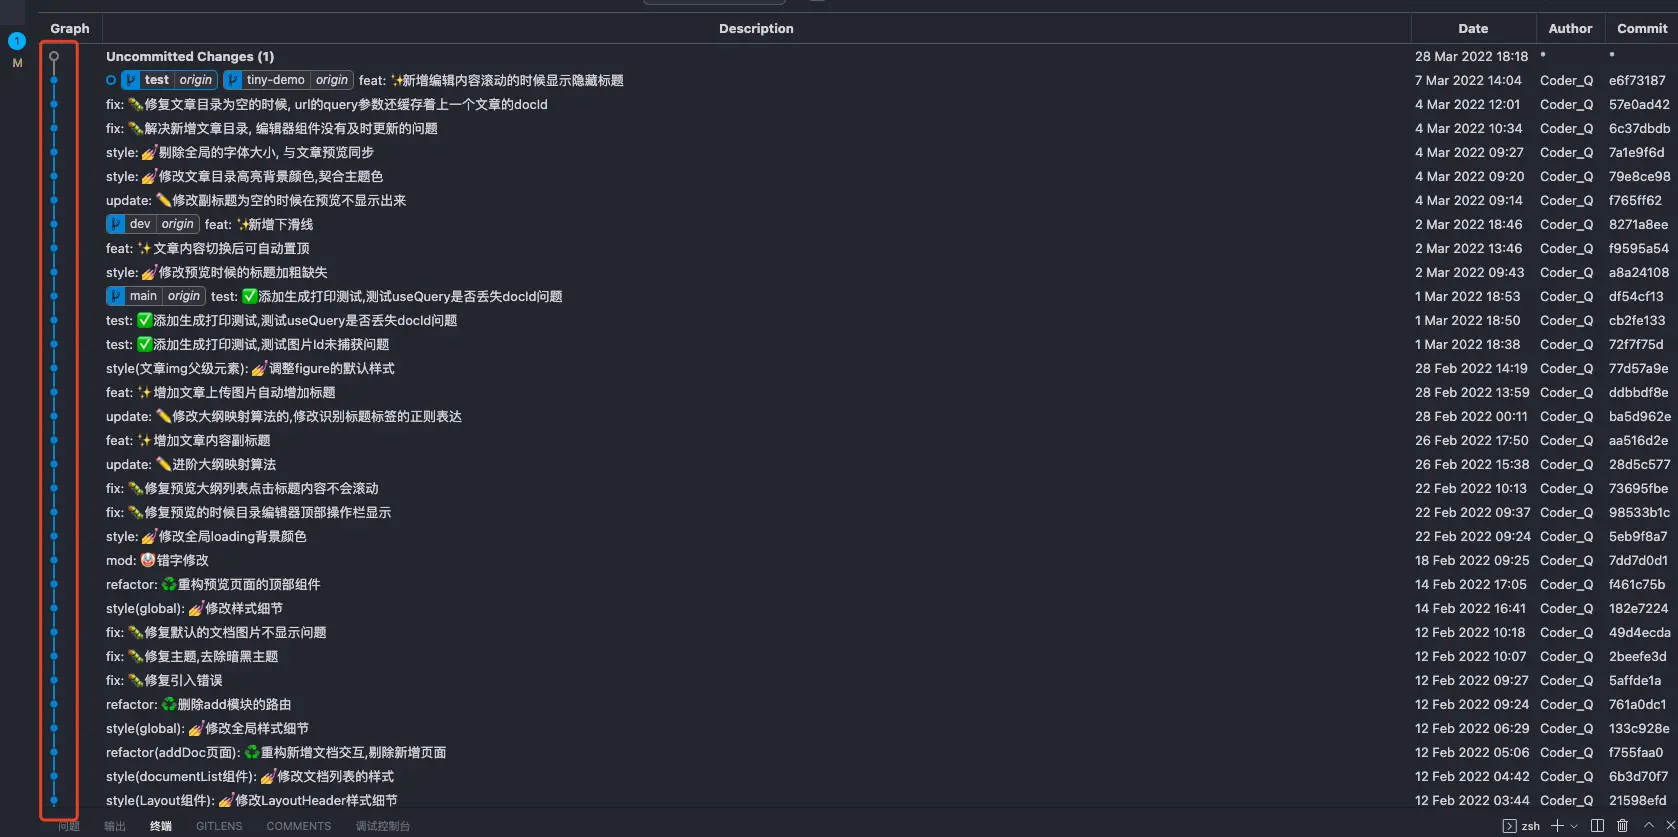 Graph Description Date Author Commit
1
Uncommitted Changes (1) 28 Mar 2022 18:18 * *
M
test origin tiny-demo origin feat: ✨新增编辑内容滚动的时候显示隐藏标题 7 Mar 2022 14:04 Coder_Q e6f73187
fix: 🐛修复文章目录为空的时候, url的query参数还缓存着上一个文章的docId 4 Mar 2022 12:01 Coder_Q 57e0ad42
fix: 🐛解决新增文章目录, 编辑器组件没有及时更新的问题 4 Mar 2022 10:34 Coder_Q 6c37dbdb
style: 💅剔除全局的字体大小, 与文章预览同步 4 Mar 2022 09:27 Coder_Q 7a1e9f6d
style: 💅修改文章目录高亮背景颜色,契合主题色 4 Mar 2022 09:20 Coder_Q 79e8ce98
update: ✏️修改副标题为空的时候在预览不显示出来 4 Mar 2022 09:14 Coder_Q f765ff62
dev origin feat: ✨新增下滑线 2 Mar 2022 18:46 Coder_Q 8271a8ee
feat: ✨文章内容切换后可自动置顶 2 Mar 2022 13:46 Coder_Q f9595a54
style: 💅修改预览时候的标题加粗缺失 2 Mar 2022 09:43 Coder_Q a8a24108
main origin test: ✅添加生成打印测试,测试useQuery是否丢失docId问题 1 Mar 2022 18:53 Coder_Q df54cf13
test: ✅添加生成打印测试,测试useQuery是否丢失docId问题 1 Mar 2022 18:50 Coder_Q cb2fe133
test: ✅添加生成打印测试,测试图片Id未捕获问题 1 Mar 2022 18:38 Coder_Q 72f7f75d
style(文章img父级元素): 💅调整figure的默认样式 28 Feb 2022 14:19 Coder_Q 77d57a9e
feat: ✨增加文章上传图片自动增加标题 28 Feb 2022 13:59 Coder_Q ddbbdf8e
update: ✏️修改大纲映射算法的,修改识别标题标签的正则表达 28 Feb 2022 00:11 Coder_Q ba5d962e
feat: ✨增加文章内容副标题 26 Feb 2022 17:50 Coder_Q aa516d2e
update: ✏️进阶大纲映射算法 26 Feb 2022 15:38 Coder_Q 28d5c577
fix: 🐛修复预览大纲列表点击标题内容不会滚动 22 Feb 2022 10:13 Coder_Q 73695fbe
fix: 🐛修复预览的时候目录编辑器顶部操作栏显示 22 Feb 2022 09:37 Coder_Q 98533b1c
style: 💅修改全局loading背景颜色 22 Feb 2022 09:24 Coder_Q 5eb9f8a7
mod: 🤡错字修改 18 Feb 2022 09:25 Coder_Q 7dd7d0d1
refactor: ♻️重构预览页面的顶部组件 14 Feb 2022 17:05 Coder_Q f461c75b
style(global): 💅修改样式细节 14 Feb 2022 16:41 Coder_Q 182e7224
fix: 🐛修复默认的文档图片不显示问题 12 Feb 2022 10:18 Coder_Q 49d4ecda
fix: 🐛修复主题,去除暗黑主题 12 Feb 2022 10:07 Coder_Q 2beefe3d
fix: 🐛修复引入错误 12 Feb 2022 09:27 Coder_Q 5affde1a
refactor: ♻️删除add模块的路由 12 Feb 2022 09:24 Coder_Q 761a0dc1
style(global): 💅修改全局样式细节 12 Feb 2022 06:29 Coder_Q 133c928e
refactor(addDoc页面): ♻️重构新增文档交互,剔除新增页面 12 Feb 2022 05:06 Coder_Q f755faa0
style(documentList组件): 💅修改文档列表的样式 12 Feb 2022 04:42 Coder_Q 6b3d70f7
style(Layout组件): 💅修改LayoutHeader样式细节 12 Feb 2022 03:44 Coder_Q 21598efd
问题 输出 终端 GITLENS COMMENTS 调试控制台 zsh